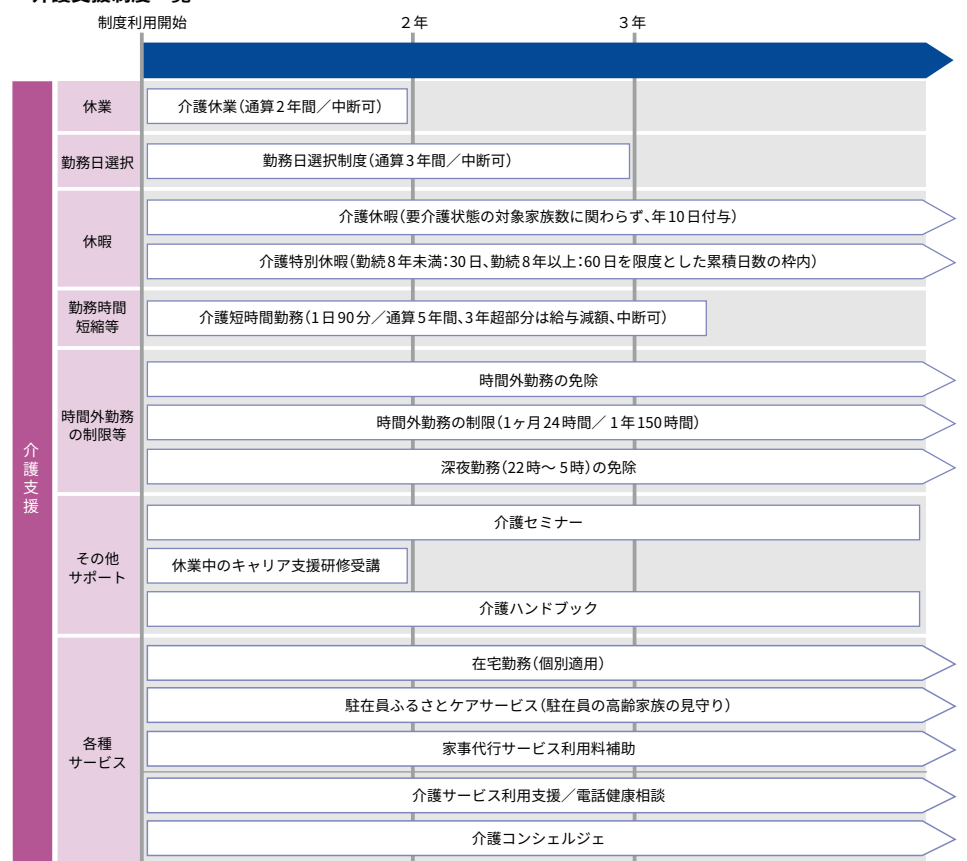 制度利用開始
2年
3年
介護支援
休業
介護休業(通算2年間／中断可)
勤務日選択
勤務日選択制度(通算3年間／中断可)
休暇
介護休暇(要介護状態の対象家族数に関わらず、年10日付与)
介護特別休暇(勤続8年未満:30日、勤続8年以上:60日を限度とした累積日数の枠内)
勤務時間
短縮等
介護短時間勤務(1日90分／通算5年間、3年超部分は給与減額、中断可)
時間外勤務
の制限等
時間外勤務の免除
時間外勤務の制限(1ヶ月24時間／1年150時間)
深夜勤務(22時～5時)の免除
その他
サポート
介護セミナー
休業中のキャリア支援研修受講
介護ハンドブック
各種
サービス
在宅勤務(個別適用)
駐在員ふるさとケアサービス(駐在員の高齢家族の見守り)
家事代行サービス利用料補助
介護サービス利用支援／電話健康相談
介護コンシェルジェ